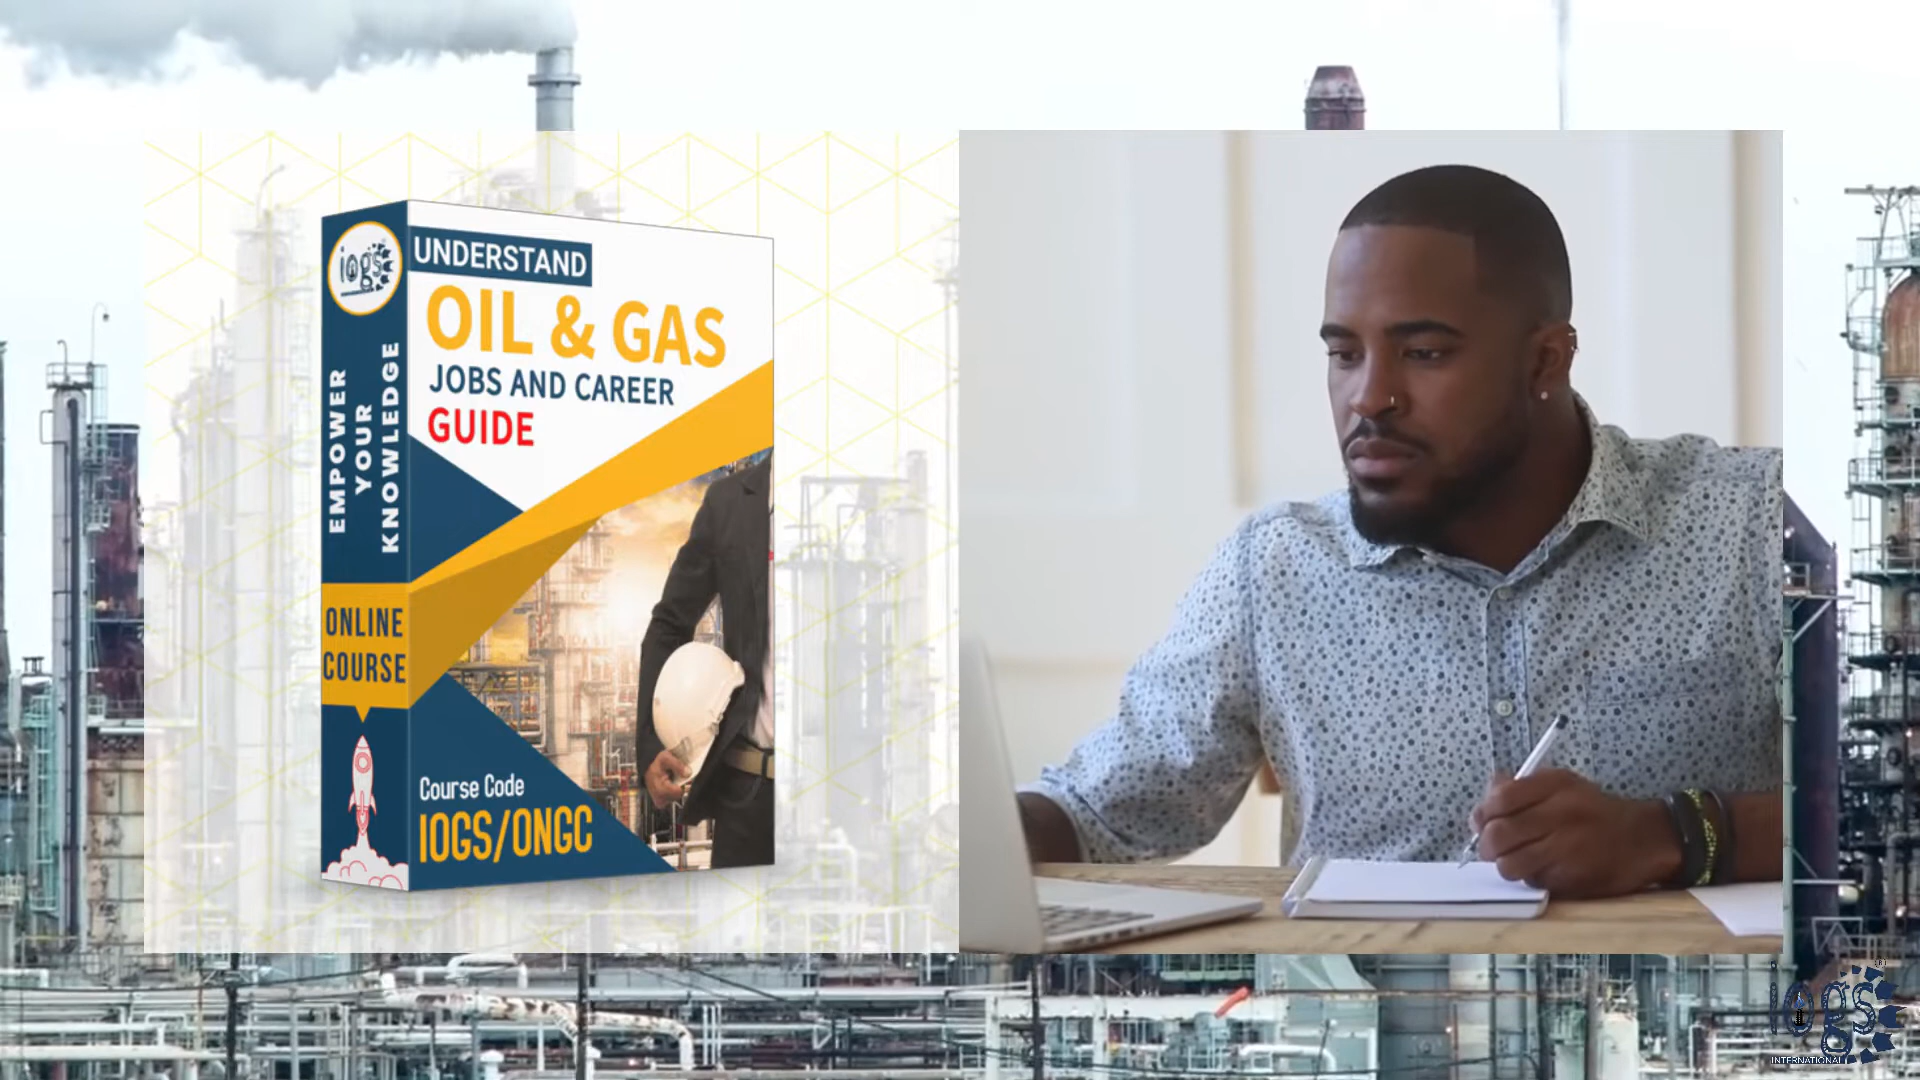 iogs
EMPOWER
YOUR
KNOWLEDGE
ONLINE
COURSE
UNDERSTAND
OIL & GAS
JOBS AND CAREER
GUIDE
Course Code
IOGS/ONGC
iogs
INTERNATIONAL